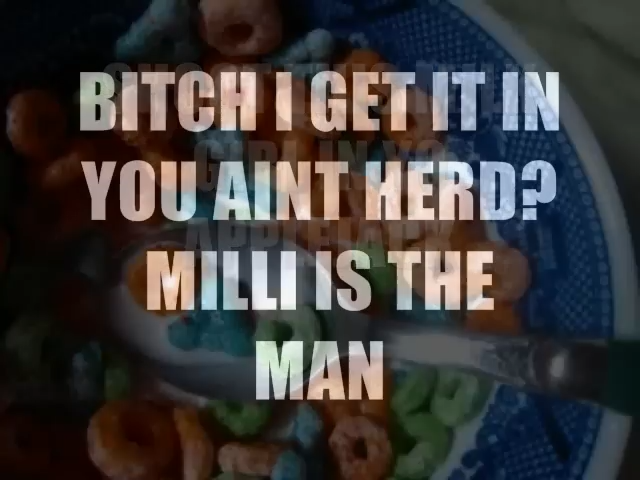 BITCH I GET IT IN
YOU AINT HERD?
MILLI IS THE
MAN